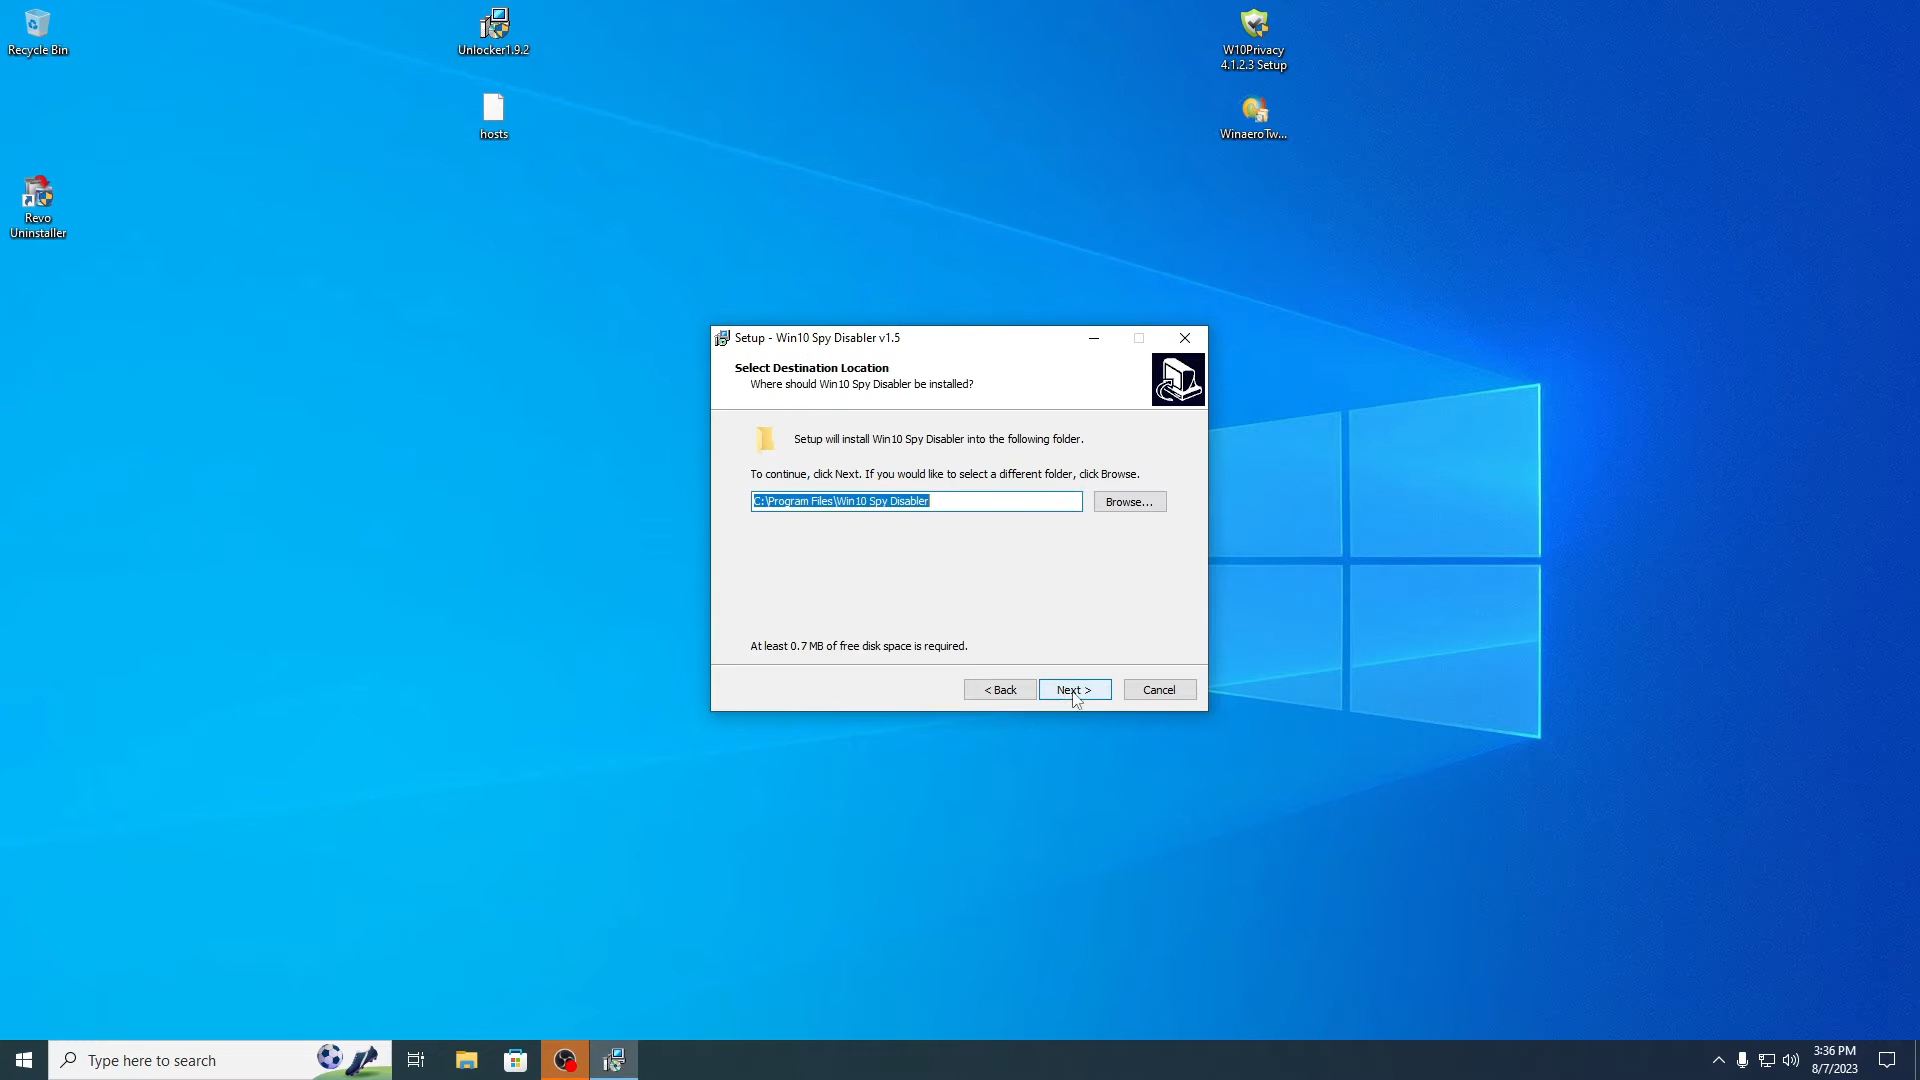 Recycle Bin
Unlocker1.9.2
W10Privacy
4.1.2.3 Setup
hosts
WinaeroTw...
Revo
Uninstaller
Setup - Win10 Spy Disabler v1.5
Select Destination Location
Where should Win10 Spy Disabler be installed?
Setup will install Win10 Spy Disabler into the following folder.
To continue, click Next. If you would like to select a different folder, click Browse.
C:\Program Files\Win10 Spy Disabler
Browse...
At least 0.7 MB of free disk space is required.
< Back
Next >
Cancel
Type here to search
3:36 PM
8/7/2023